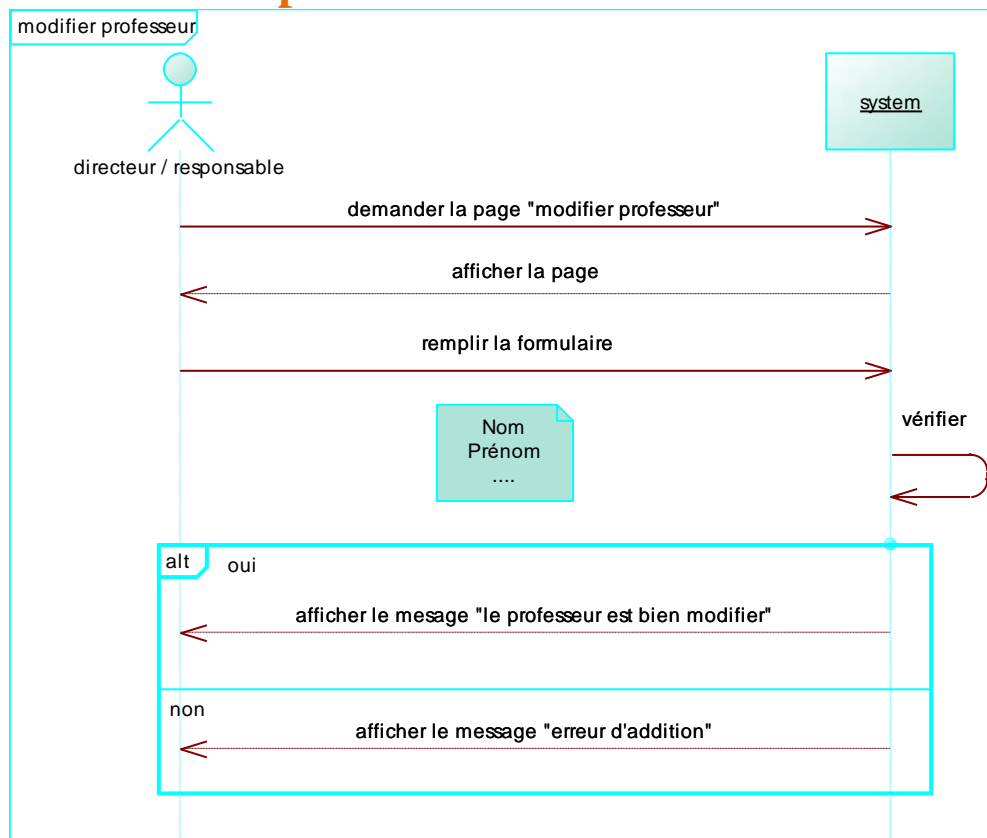 modifier professeur
system
directeur / responsable
demander la page "modifier professeur"
afficher la page
remplir la formulaire
vérifier
Nom
Prénom
....
alt
oui
afficher le mesage "le professeur est bien modifier"
non
afficher le message "erreur d'addition"